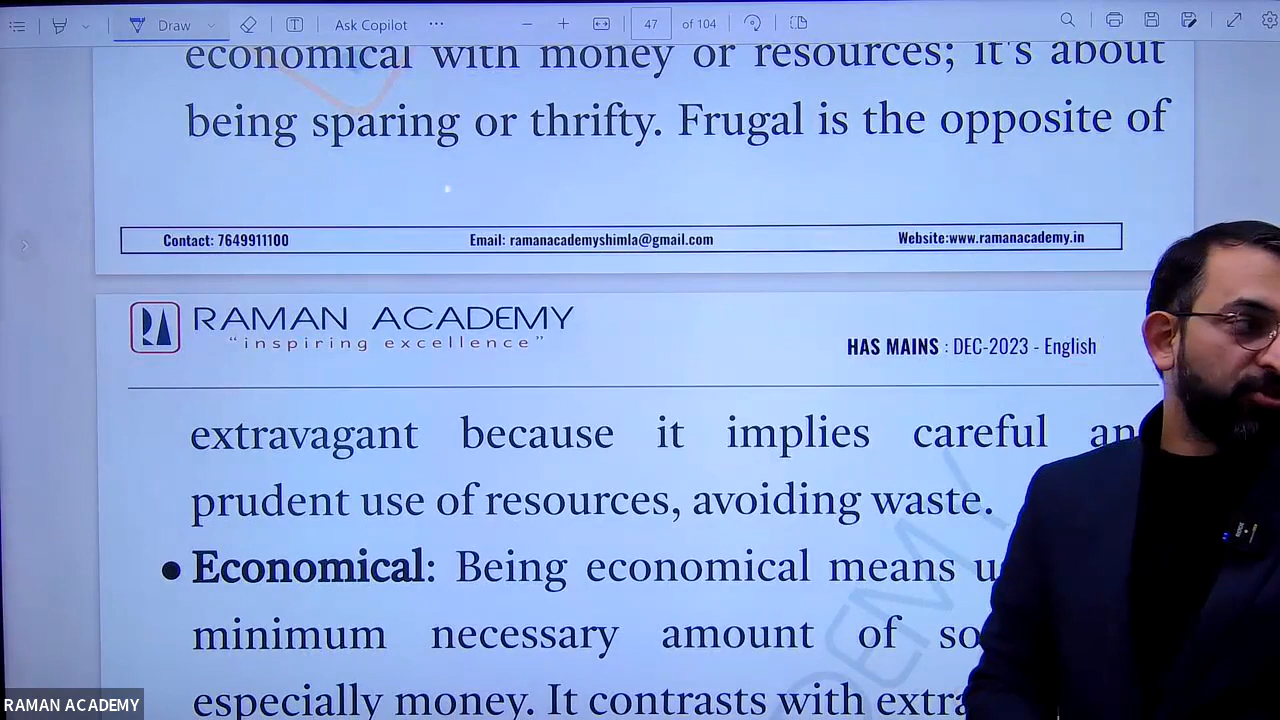 Draw Ask Copilot 47 of 104
economical with money or resources; it's about
being sparing or thrifty. Frugal is the opposite of
Contact: 7649911100 Email: ramanacademyshimla@gmail.com Website:www.ramanacademy.in
RAMAN ACADEMY
"inspiring excellence"
HAS MAINS : DEC-2023 - English
extravagant because it implies careful
prudent use of resources, avoiding waste.
• Economical: Being economical means
minimum necessary amount of
especially money. It contrasts with
RAMAN ACADEMY